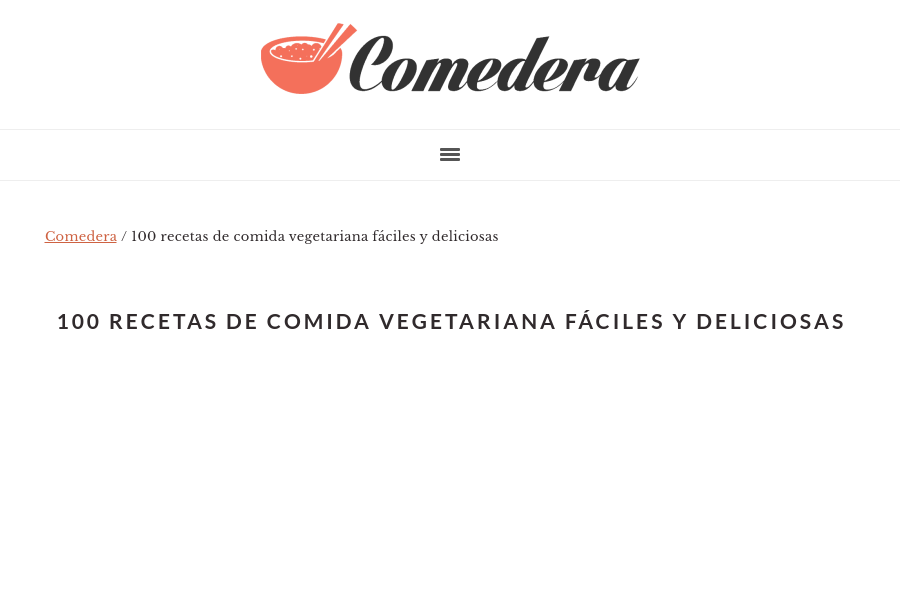 Comedera
Comedera / 100 recetas de comida vegetariana fáciles y deliciosas
100 RECETAS DE COMIDA VEGETARIANA FÁCILES Y DELICIOSAS